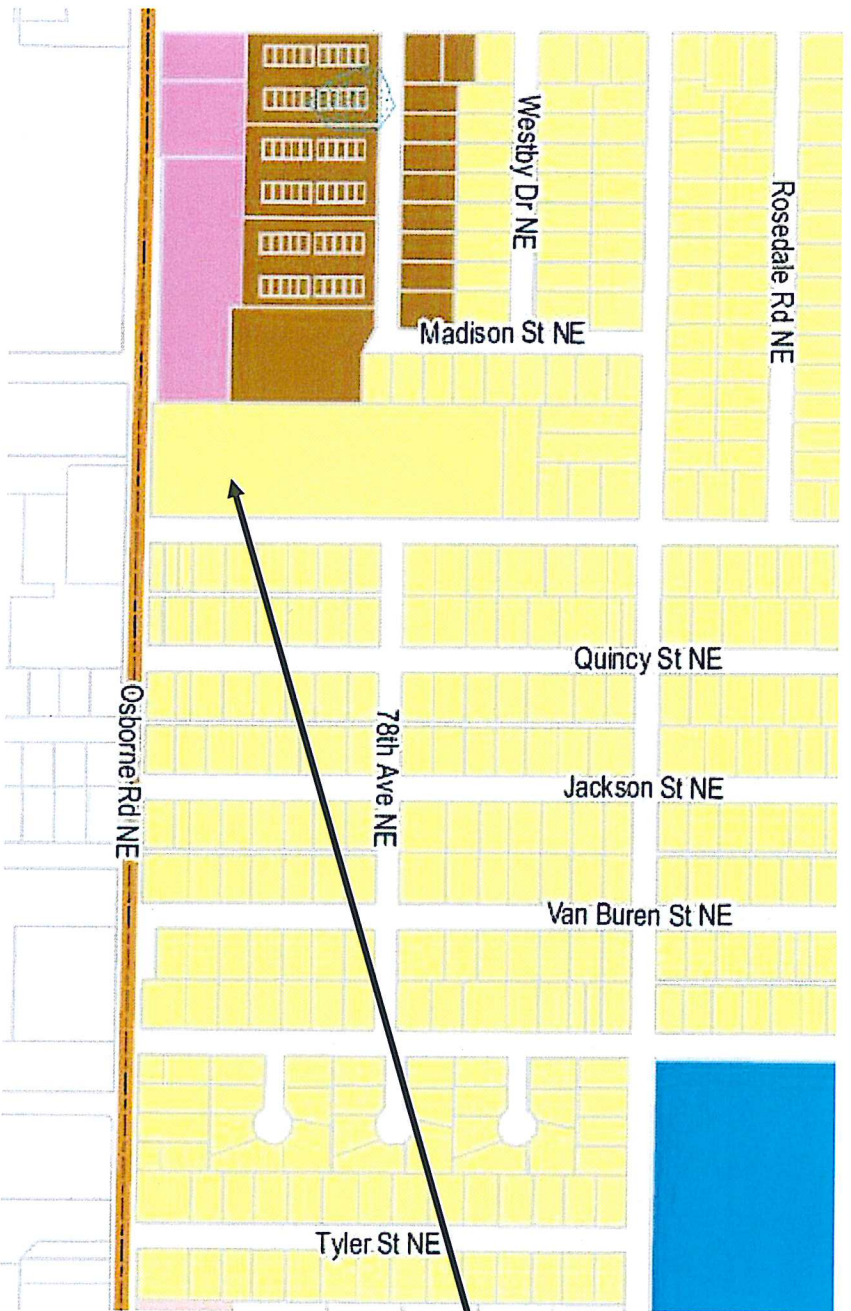 Westby Dr NE
Rosedale Rd NE
Madison St NE
Quincy St NE
Osborne Rd NE
78th Ave NE
Jackson St NE
Van Buren St NE
Tyler St NE